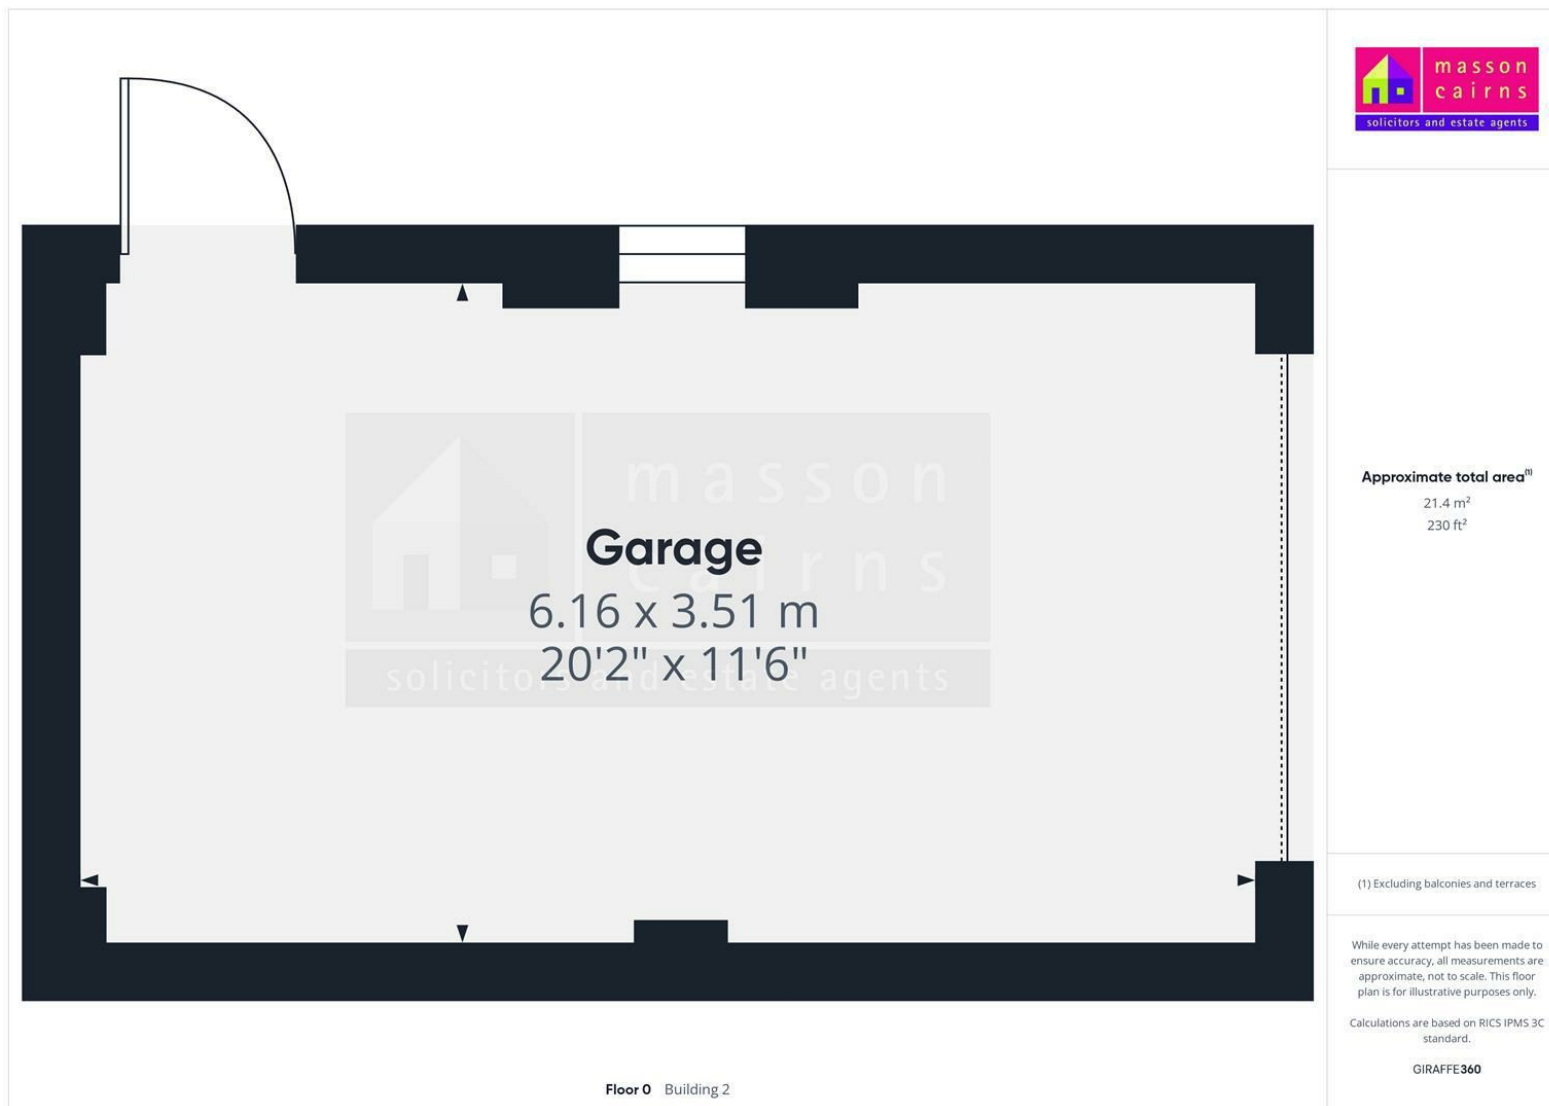 masson
cairns
solicitors and estate agents
masson
cairns
solicitors and estate agents
Garage
6.16 x 3.51 m
20'2" x 11'6"
Approximate total area(1)
21.4 m²
230 ft²
(1) Excluding balconies and terraces
While every attempt has been made to
ensure accuracy, all measurements are
approximate, not to scale. This floor
plan is for illustrative purposes only.
Calculations are based on RICS IPMS 3C
standard.
GIRAFFE360
Floor 0 Building 2